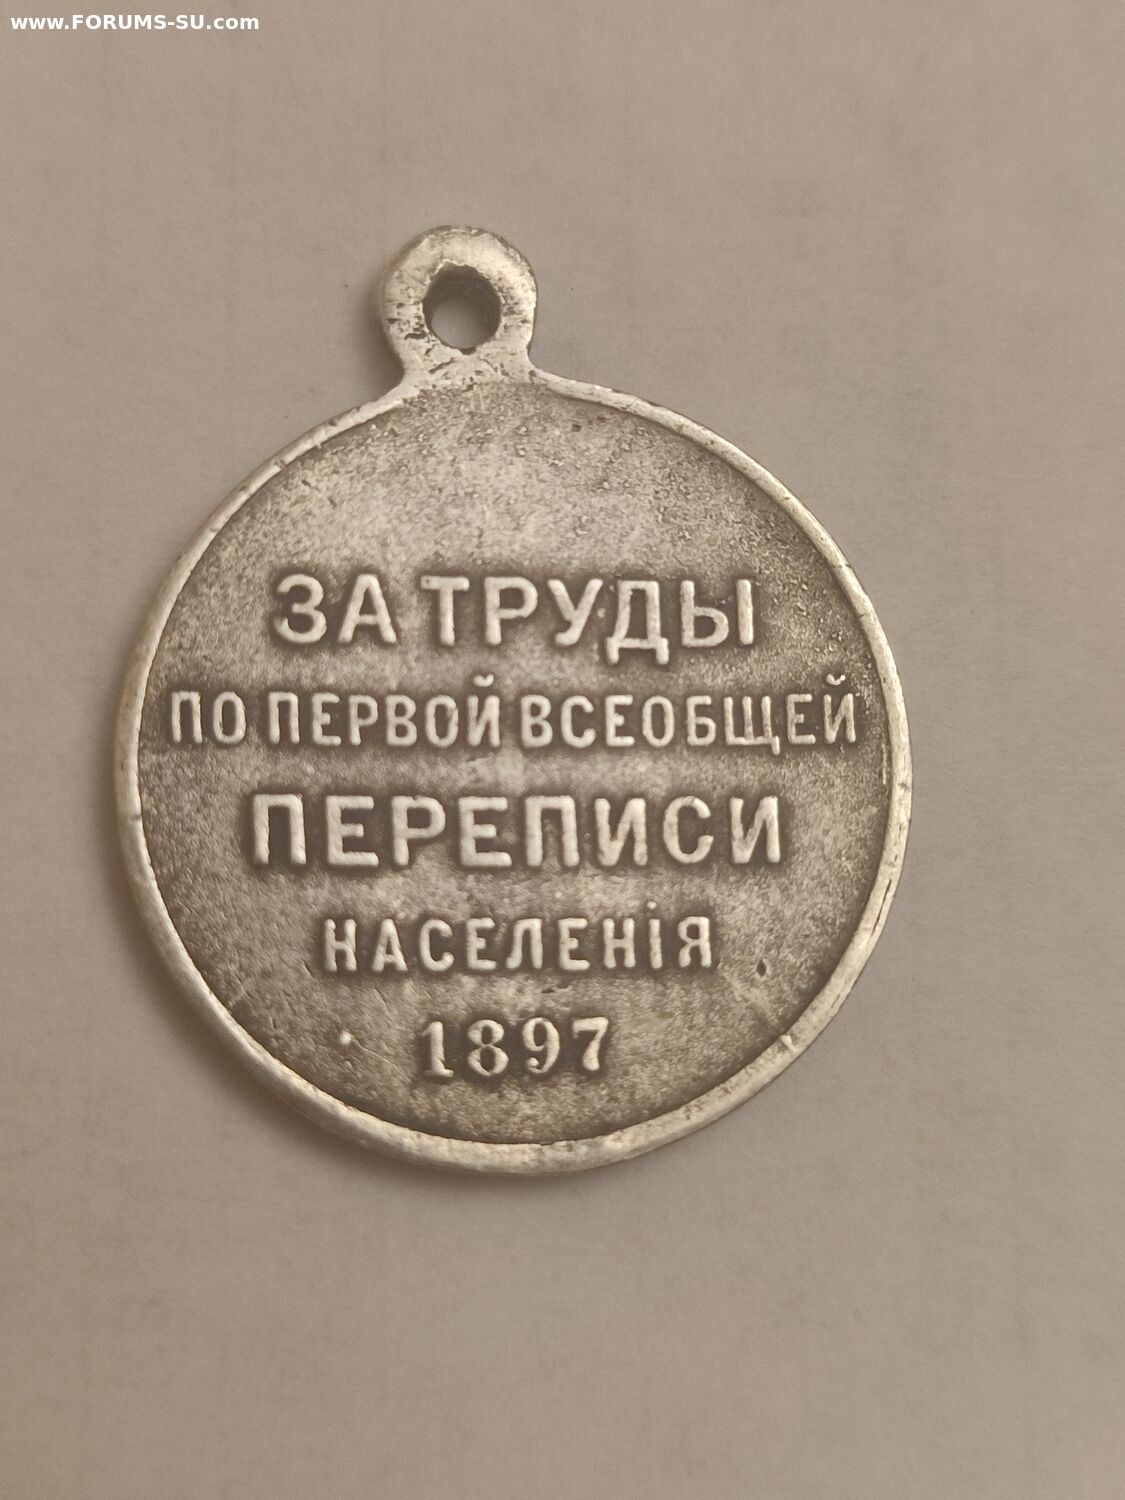 www.FORUMS-SU.com
ЗА ТРУДЫ
ПО ПЕРВОЙ ВСЕОБЩЕЙ
ПЕРЕПИСИ
НАСЕЛЕНІЯ
1897